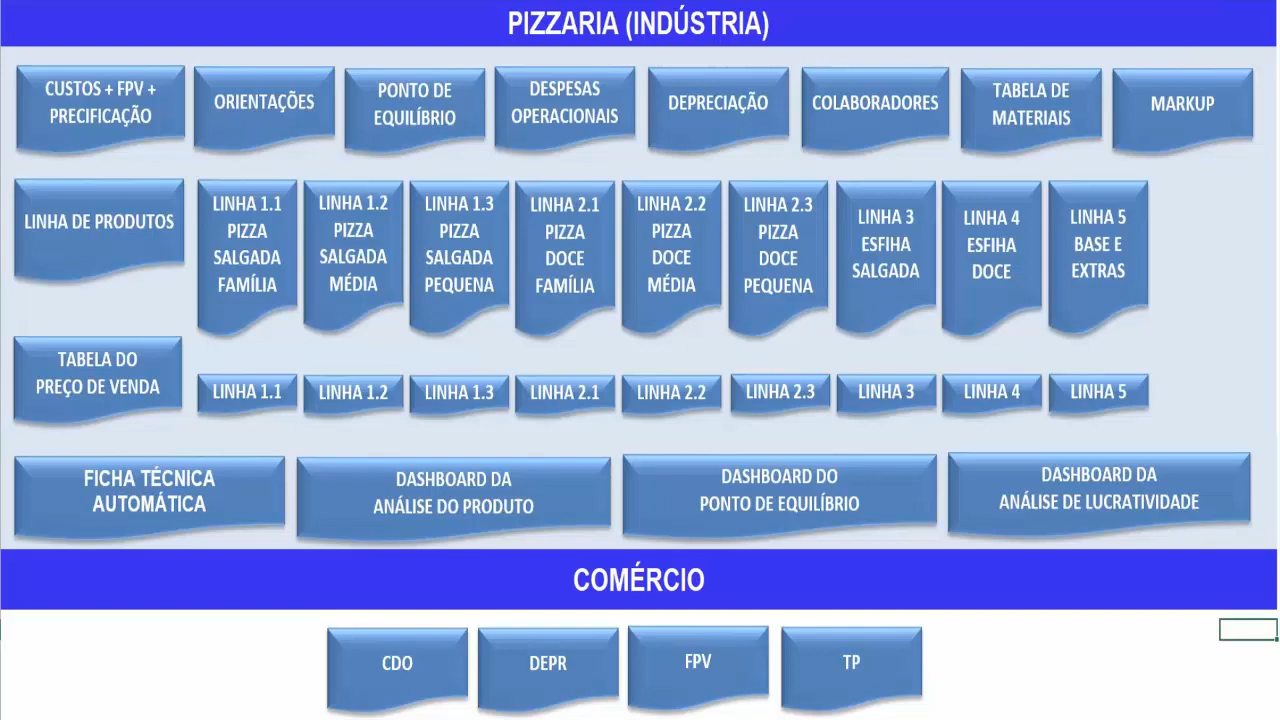 PIZZARIA (INDÚSTRIA)
CUSTOS + FPV +
PRECIFICAÇÃO
ORIENTAÇÕES
PONTO DE
EQUILÍBRIO
DESPESAS
OPERACIONAIS
DEPRECIAÇÃO
COLABORADORES
TABELA DE
MATERIAIS
MARKUP
LINHA DE PRODUTOS
LINHA 1.1
PIZZA
SALGADA
FAMÍLIA
LINHA 1.2
PIZZA
SALGADA
MÉDIA
LINHA 1.3
PIZZA
SALGADA
PEQUENA
LINHA 2.1
PIZZA
DOCE
FAMÍLIA
LINHA 2.2
PIZZA
DOCE
MÉDIA
LINHA 2.3
PIZZA
DOCE
PEQUENA
LINHA 3
ESFIHA
SALGADA
LINHA 4
ESFIHA
DOCE
LINHA 5
BASE E
EXTRAS
TABELA DO
PREÇO DE VENDA
LINHA 1.1
LINHA 1.2
LINHA 1.3
LINHA 2.1
LINHA 2.2
LINHA 2.3
LINHA 3
LINHA 4
LINHA 5
FICHA TÉCNICA
AUTOMÁTICA
DASHBOARD DA
ANÁLISE DO PRODUTO
DASHBOARD DO
PONTO DE EQUILÍBRIO
DASHBOARD DA
ANÁLISE DE LUCRATIVIDADE
COMÉRCIO
CDO
DEPR
FPV
TP